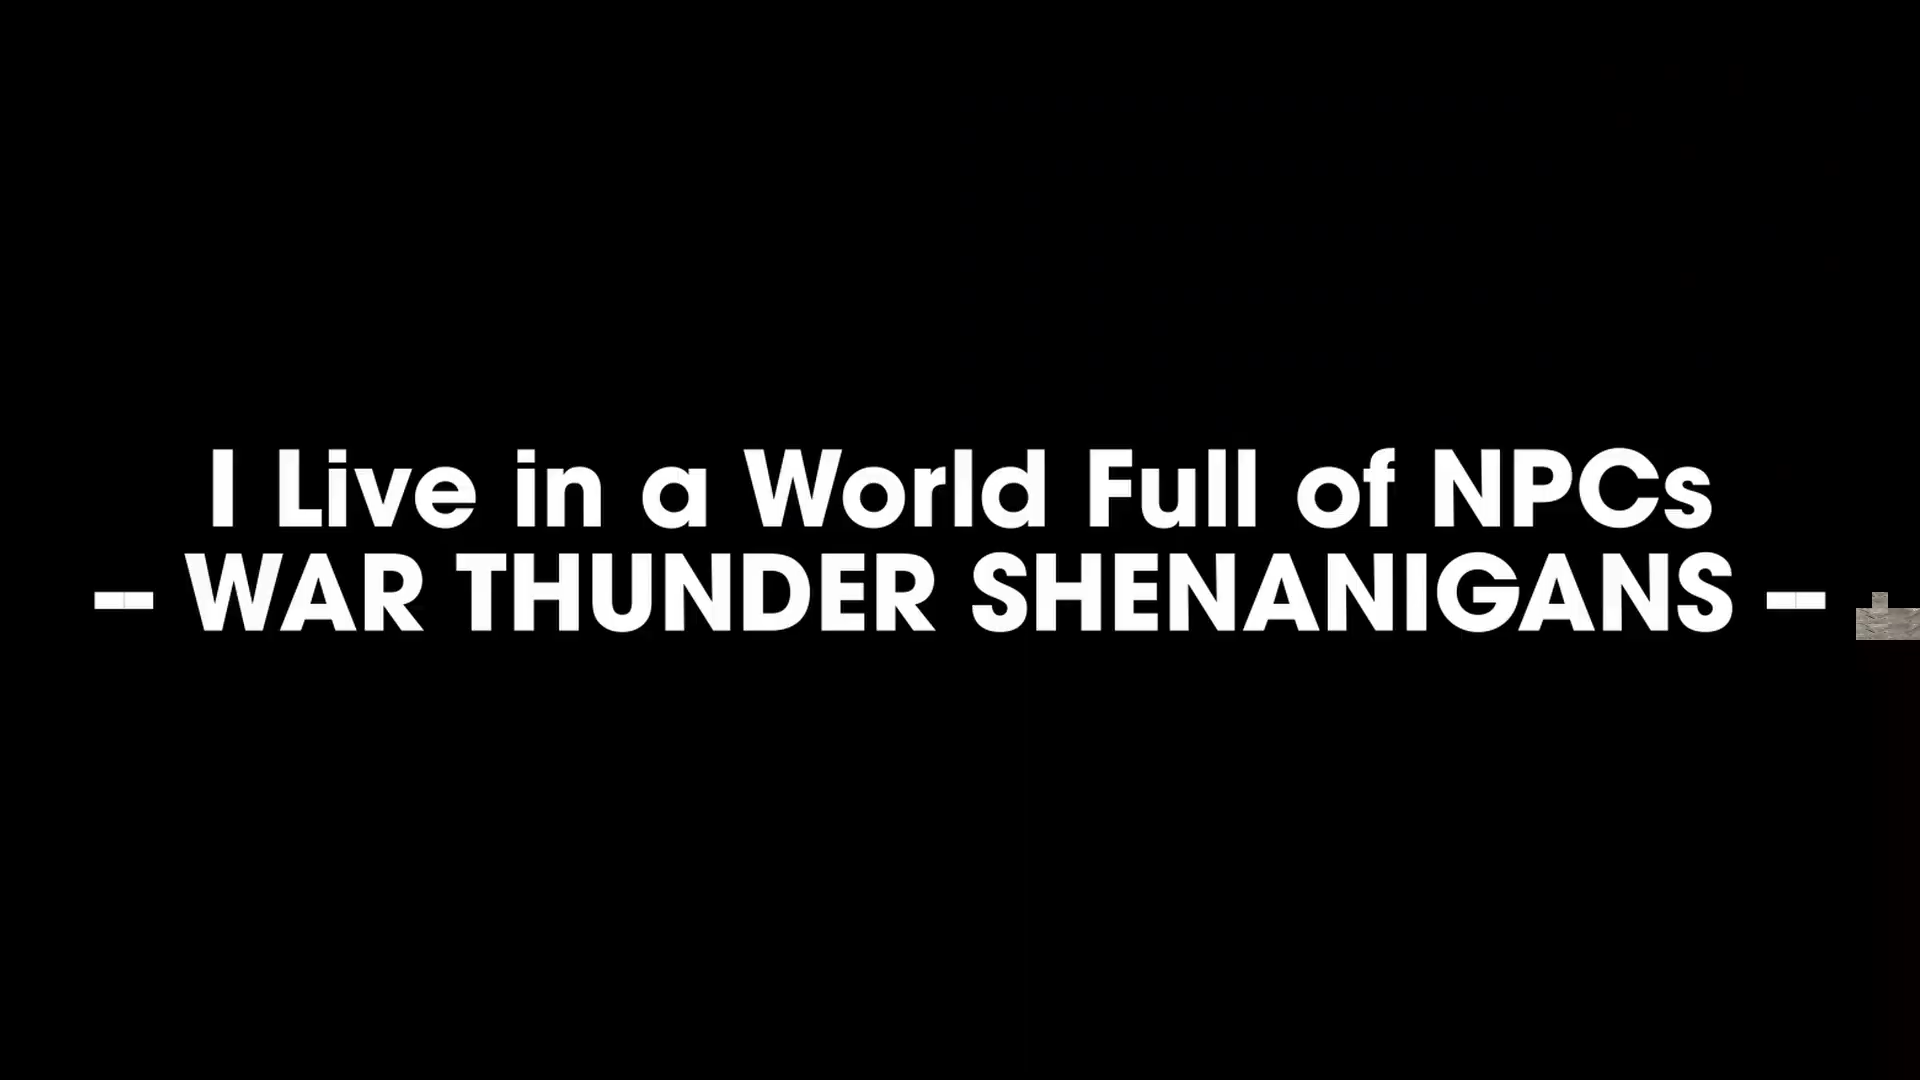 I Live in a World Full of NPCs
-- WAR THUNDER SHENANIGANS --